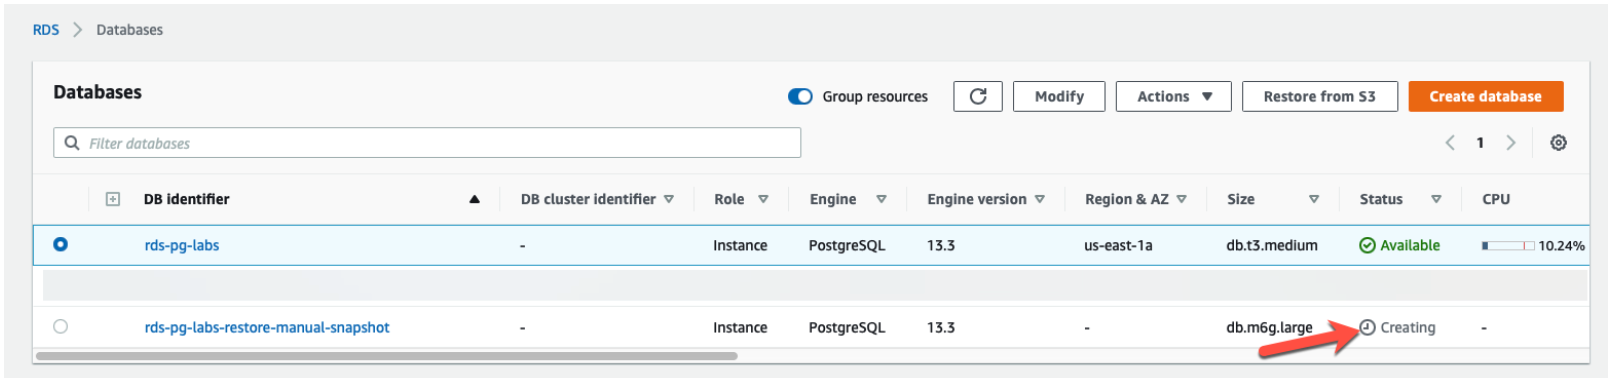 RDS > Databases
Databases
Group resources
Modify
Actions
Restore from S3
Create database
Filter databases
1
DB identifier DB cluster identifier Role Engine Engine version Region & AZ Size Status CPU
rds-pg-labs - Instance PostgreSQL 13.3 us-east-1a db.t3.medium Available 10.24%
rds-pg-labs-restore-manual-snapshot - Instance PostgreSQL 13.3 - db.m6g.large Creating -